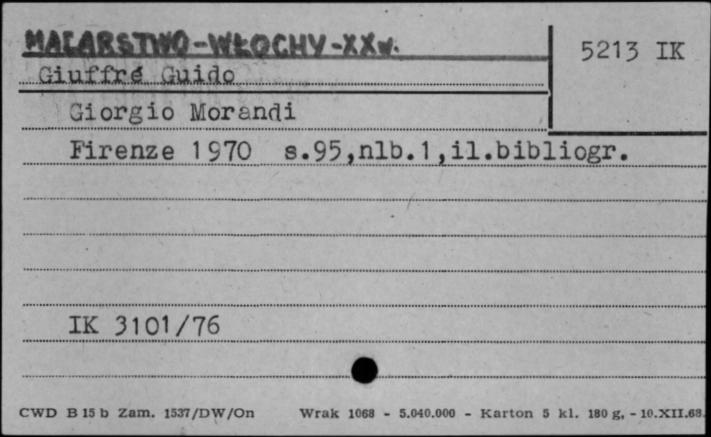 MALARSTWO-WŁOCHY-XXw.
5213 IK
Giuffré Guido
Giorgio Morandi
Firenze 1970 s.95,nlb.1,il.bibliogr.
IK 3101/76
CWD B 15 b Zam. 1537/DW/On Wrak 1068 - 5.040.000 - Karton 5 kl. 180 g, - 10.XII.68.